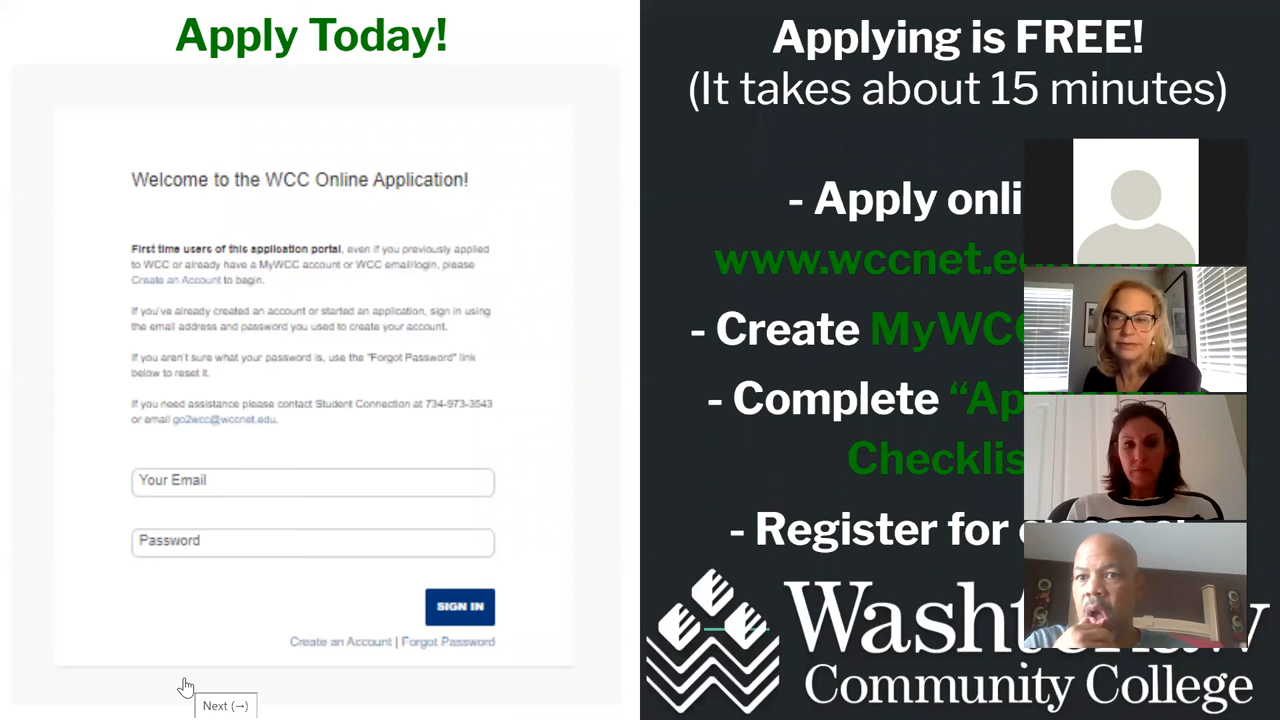 Apply Today!
Welcome to the WCC Online Application!
First time users of this application portal, even if you previously applied
to WCC or already have a MyWCC account or WCC email/login, please
Create an Account to begin.
If you've already created an account or started an application, sign in using
the email address and password you used to create your account.
If you aren't sure what your password is, use the "Forgot Password" link
below to reset it.
If you need assistance please contact Student Connection at 734-973-3543
or email go2wcc@wccnet.edu.
Your Email
Password
SIGN IN
Create an Account | Forgot Password
Next (→)
Applying is FREE!
(It takes about 15 minutes)
- Apply onli
www.wccnet.e
- Create MyWCC
- Complete “Ap
Checklis
- Register for
Washtenaw
Community College